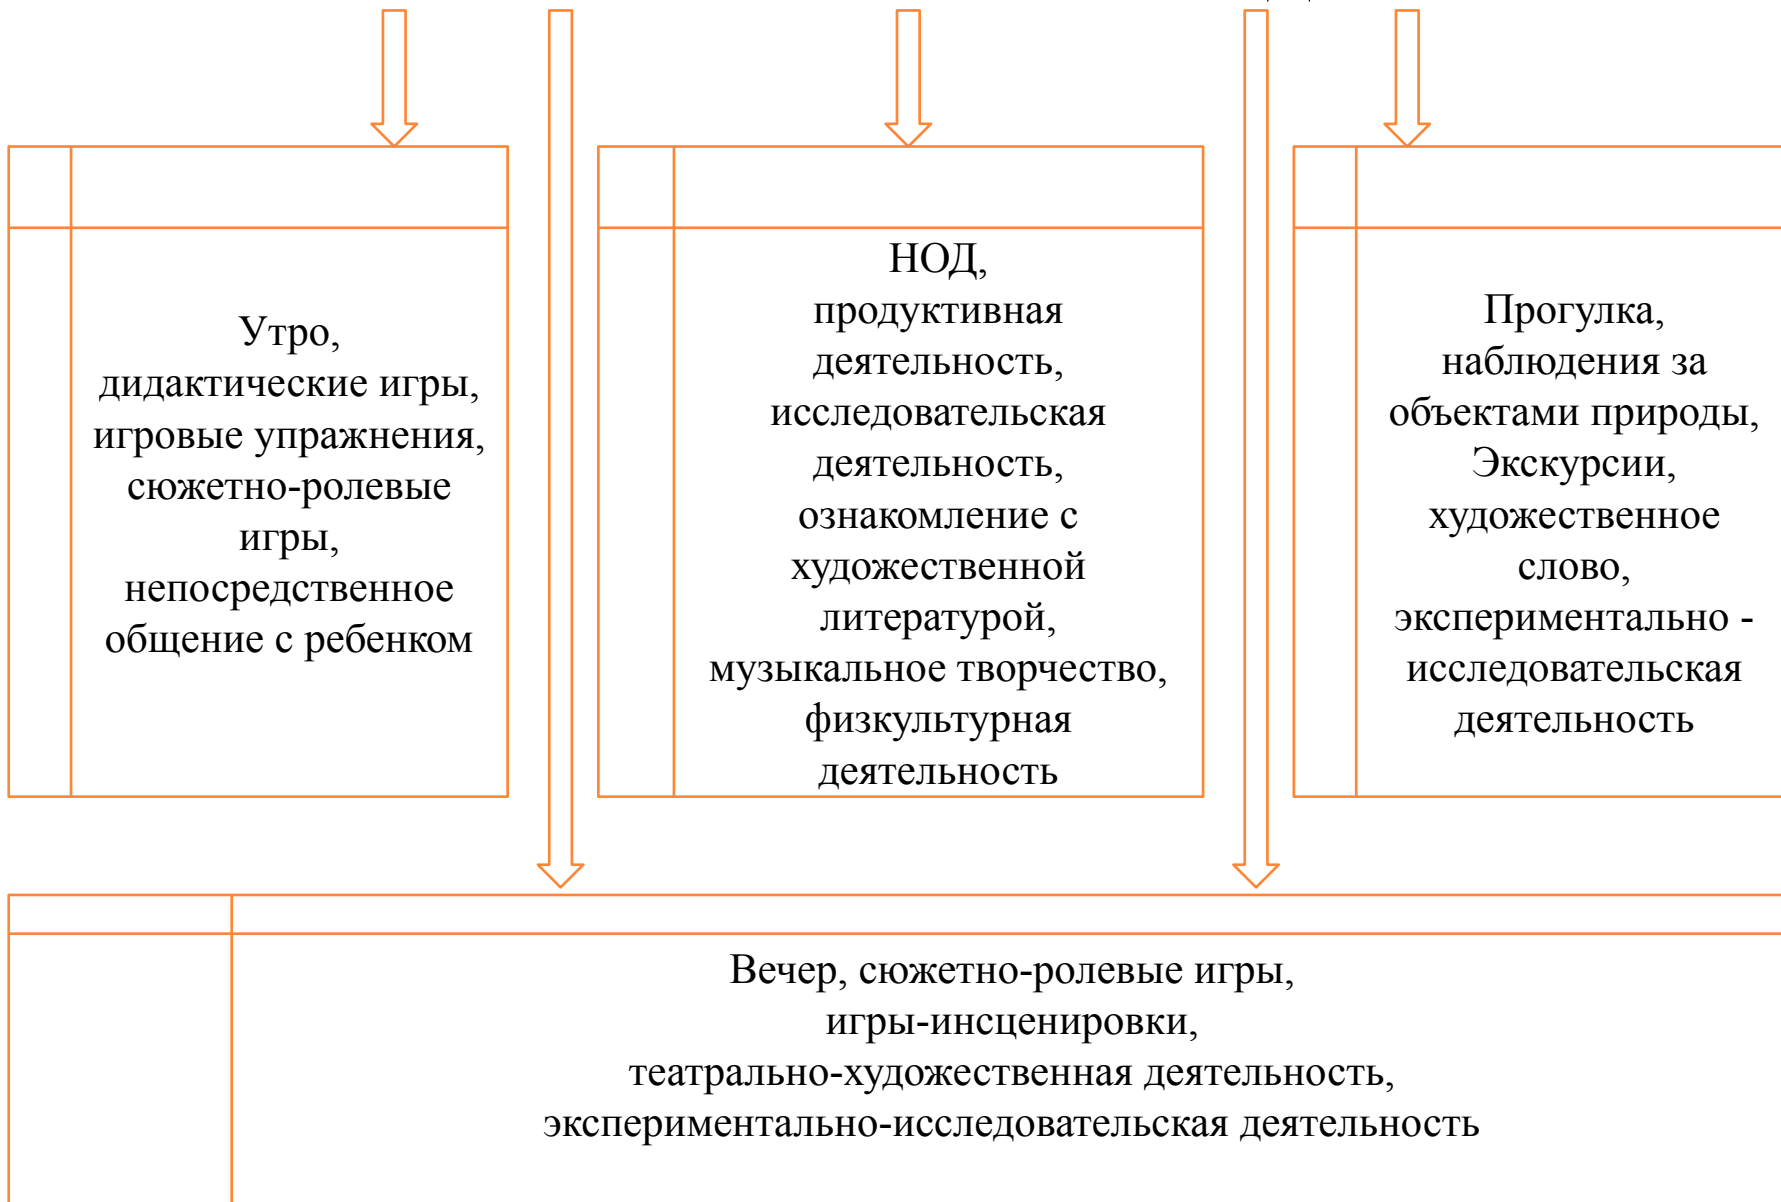 Утро,
дидактические игры,
игровые упражнения,
сюжетно-ролевые
игры,
непосредственное
общение с ребенком
НОД,
продуктивная
деятельность,
исследовательская
деятельность,
ознакомление с
художественной
литературой,
музыкальное творчество,
физкультурная
деятельность
Прогулка,
наблюдения за
объектами природы,
Экскурсии,
художественное
слово,
экспериментально -
исследовательская
деятельность
Вечер, сюжетно-ролевые игры,
игры-инсценировки,
театрально-художественная деятельность,
экспериментально-исследовательская деятельность